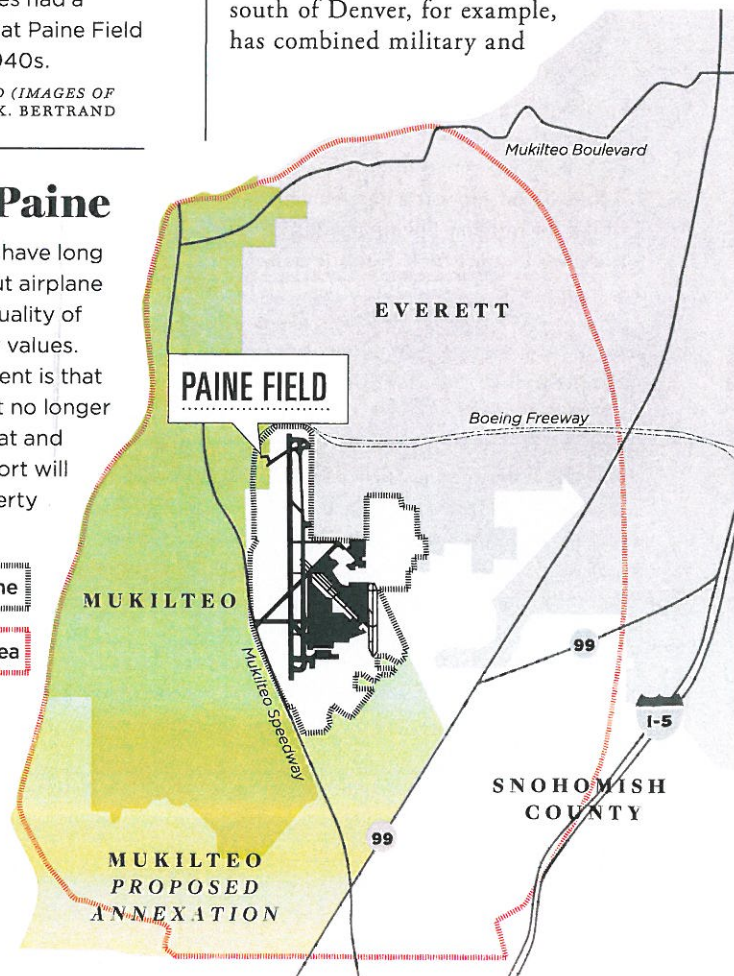 at Paine Field
940s.
(IMAGES OF
K. BERTRAND
south of Denver, for example,
has combined military and
Paine
have long
ut airplane
uality of
values.
ent is that
t no longer
at and
ort will
erty
ne
ea
Mukilteo Boulevard
EVERETT
PAINE FIELD
Boeing Freeway
MUKILTEO
Mukilteo Speedway
99
I-5
SNOHOMISH
COUNTY
99
MUKILTEO
PROPOSED
ANNEXATION